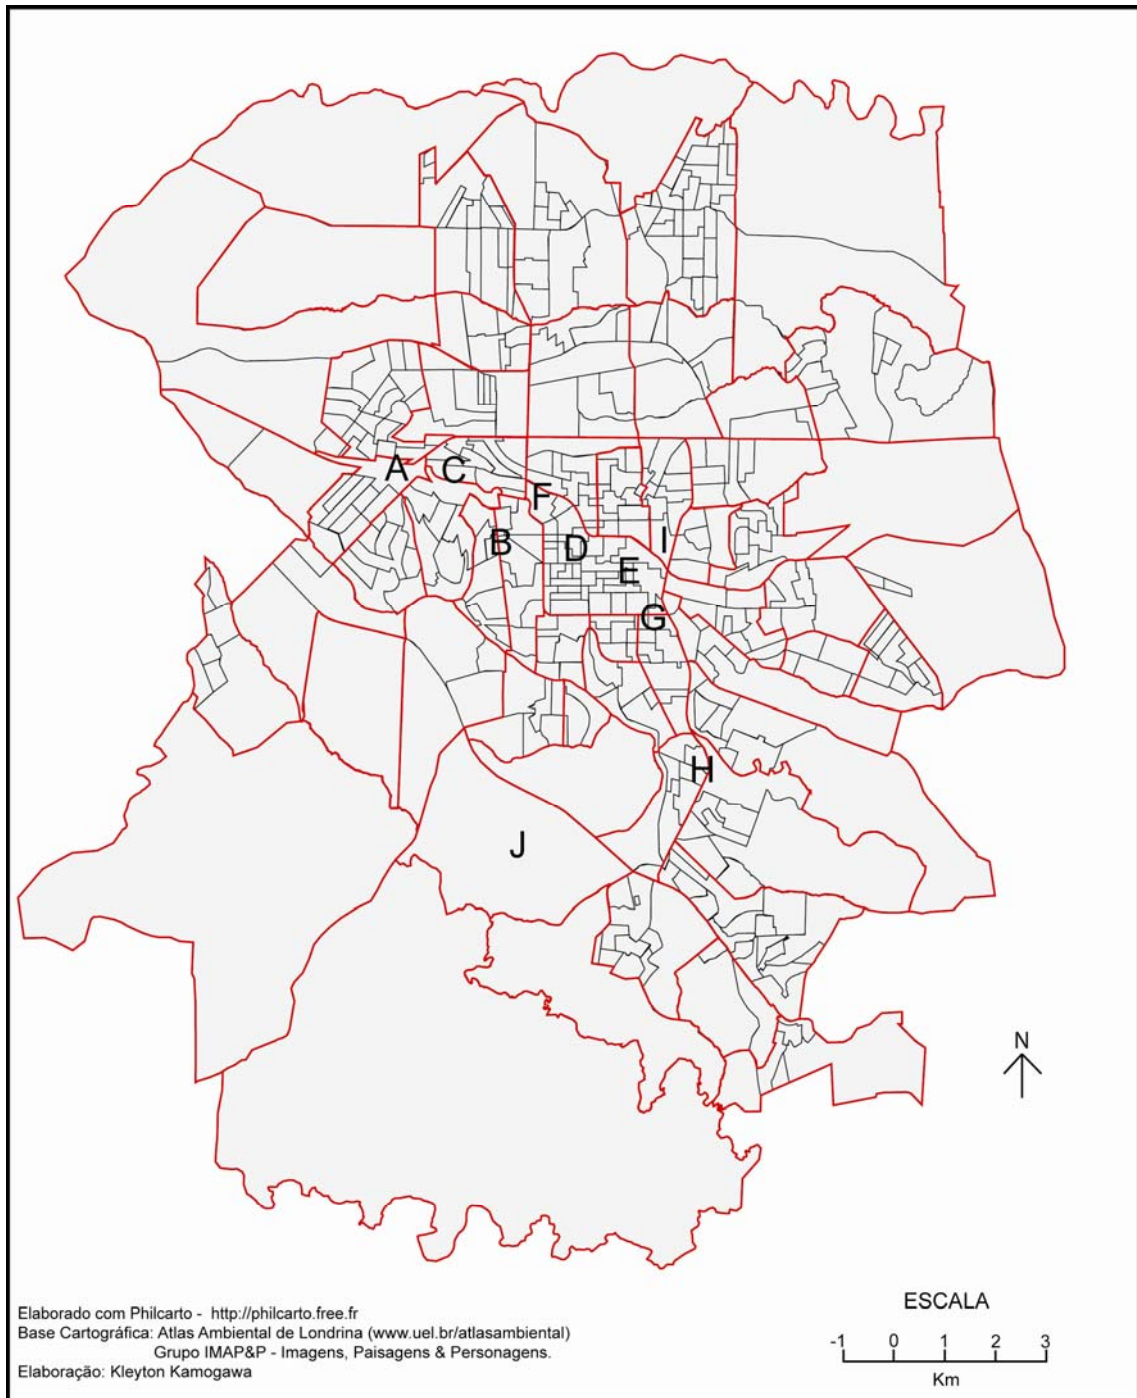 A
C
F
B
D
I
E
G
H
J
N
Elaborado com Philcarto - http://philcarto.free.fr
Base Cartográfica: Atlas Ambiental de Londrina (www.uel.br/atlasambiental)
Grupo IMAP&P - Imagens, Paisagens & Personagens.
Elaboração: Kleyton Kamogawa
ESCALA
-1 0 1 2 3
Km